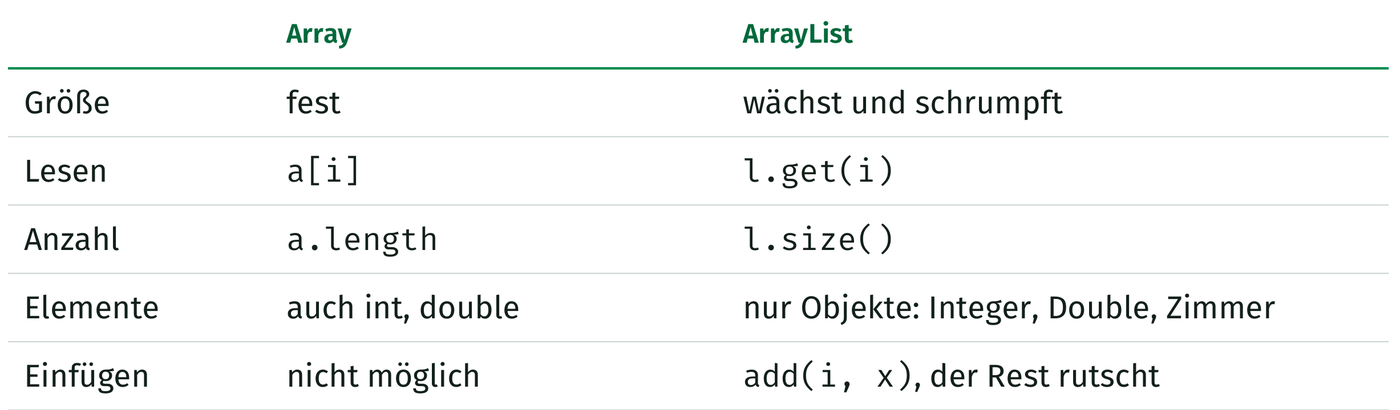 Array ArrayList
Größe fest wächst und schrumpft
Lesen a[i] l.get(i)
Anzahl a.length l.size()
Elemente auch int, double nur Objekte: Integer, Double, Zimmer
Einfügen nicht möglich add(i, x), der Rest rutscht